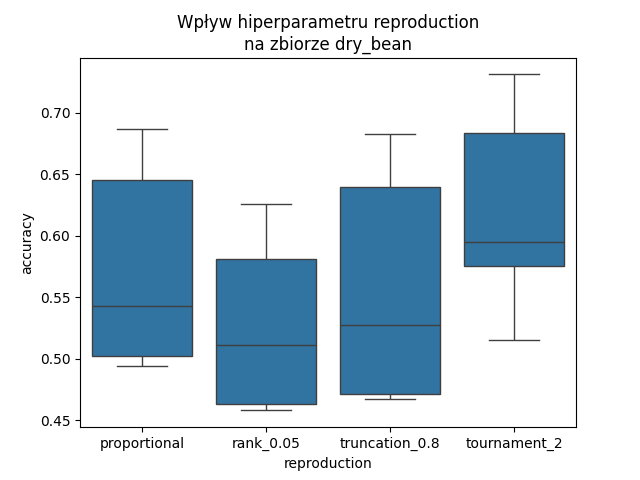 Wpływ hiperparametru reproduction
na zbiorze dry_bean
0.70
0.65
0.60
0.55
0.50
0.45
accuracy
proportional
rank_0.05
truncation_0.8
tournament_2
reproduction